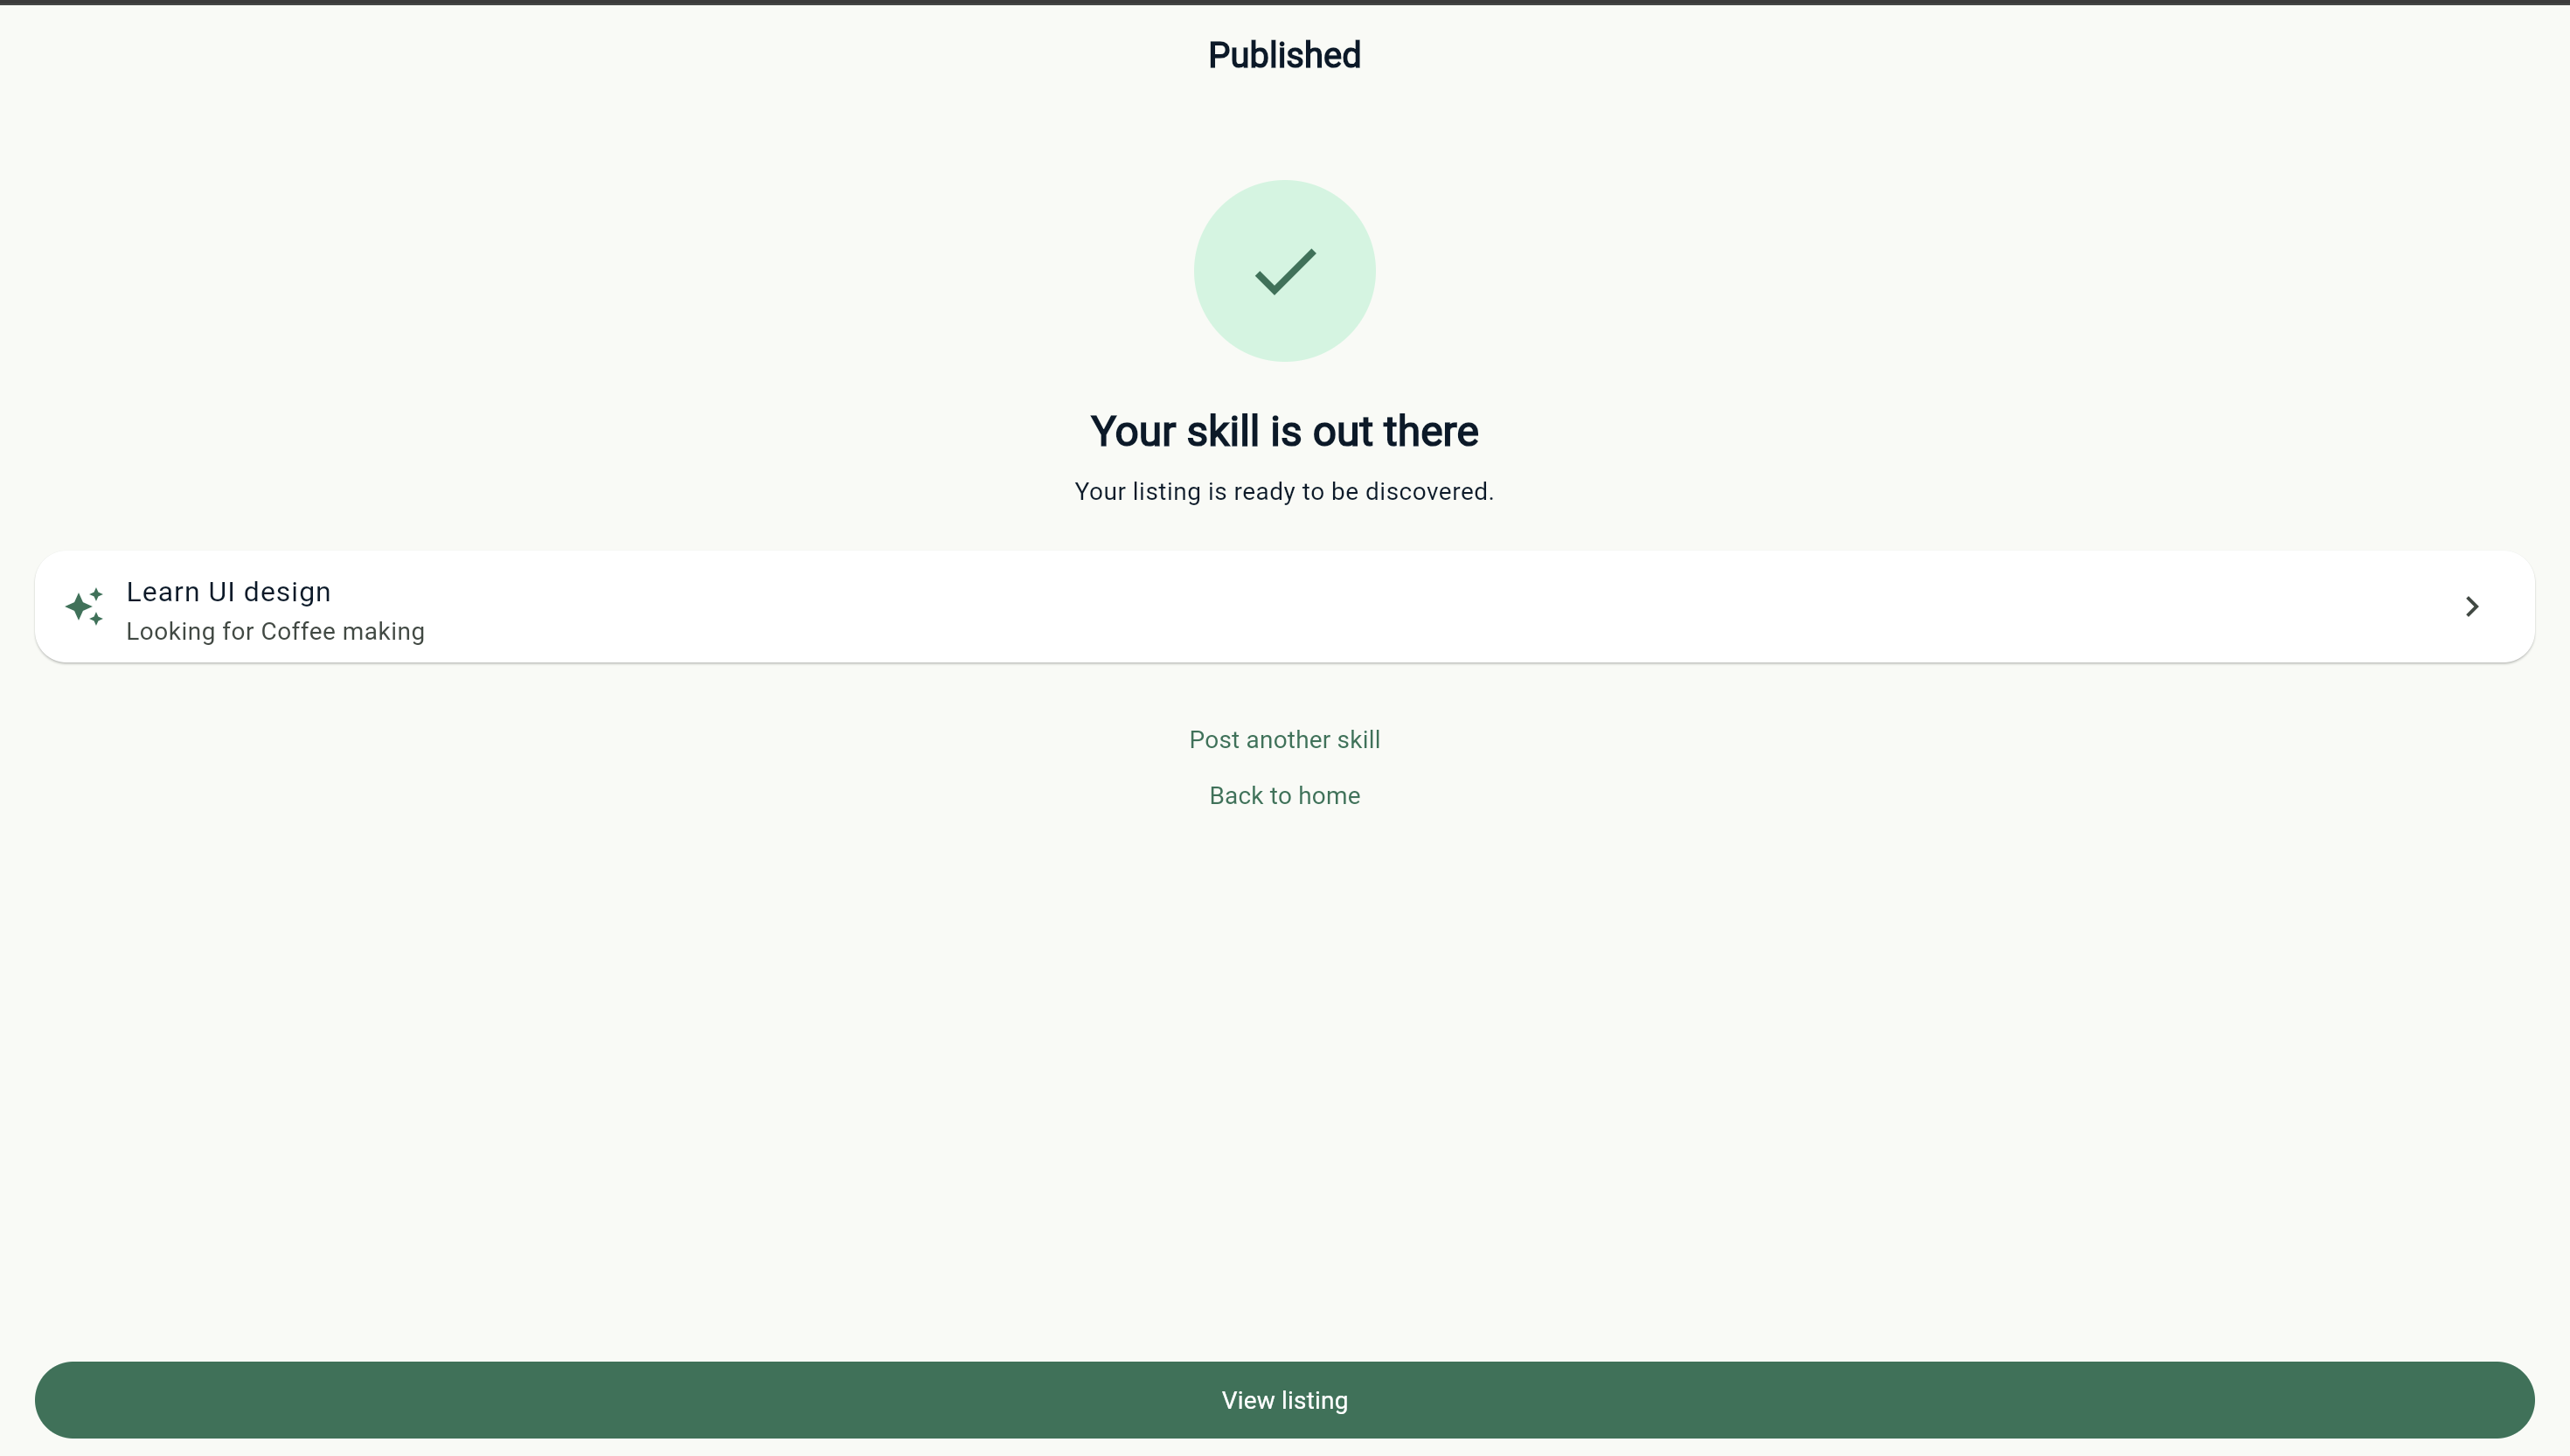 Published
Your skill is out there
Your listing is ready to be discovered.
Learn UI design
Looking for Coffee making
Post another skill
Back to home
View listing